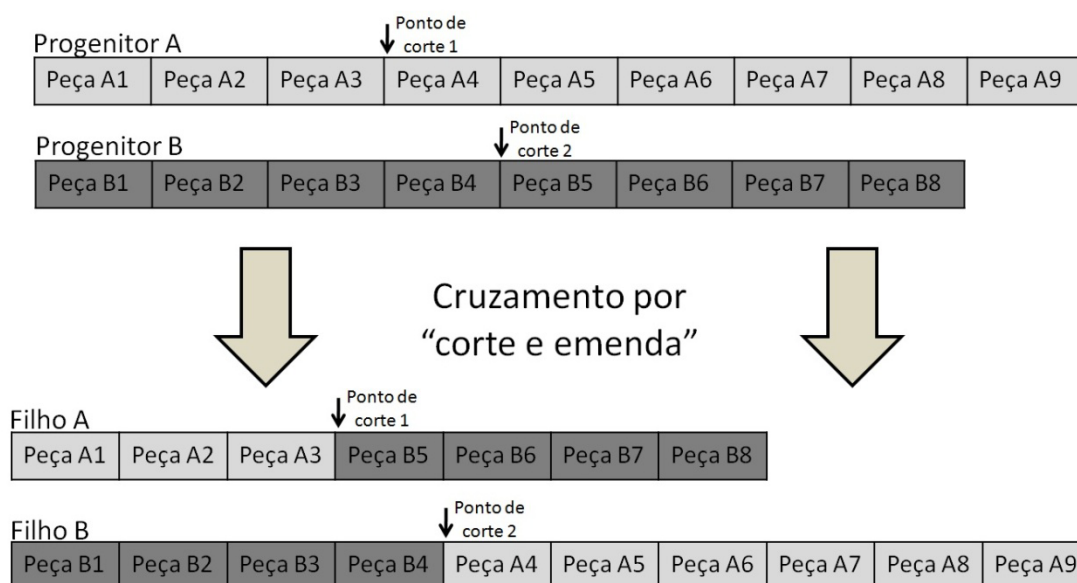 Ponto de
corte 1
Progenitor A
Peça A1 Peça A2 Peça A3 Peça A4 Peça A5 Peça A6 Peça A7 Peça A8 Peça A9
Ponto de
corte 2
Progenitor B
Peça B1 Peça B2 Peça B3 Peça B4 Peça B5 Peça B6 Peça B7 Peça B8
Cruzamento por
“corte e emenda”
Ponto de
corte 1
Filho A
Peça A1 Peça A2 Peça A3 Peça B5 Peça B6 Peça B7 Peça B8
Ponto de
corte 2
Filho B
Peça B1 Peça B2 Peça B3 Peça B4 Peça A4 Peça A5 Peça A6 Peça A7 Peça A8 Peça A9